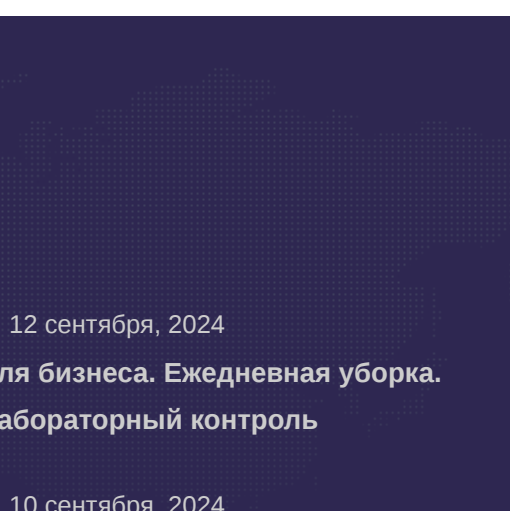 12 сентября, 2024
ля бизнеса. Ежедневная уборка.
абораторный контроль
10 сентября, 2024